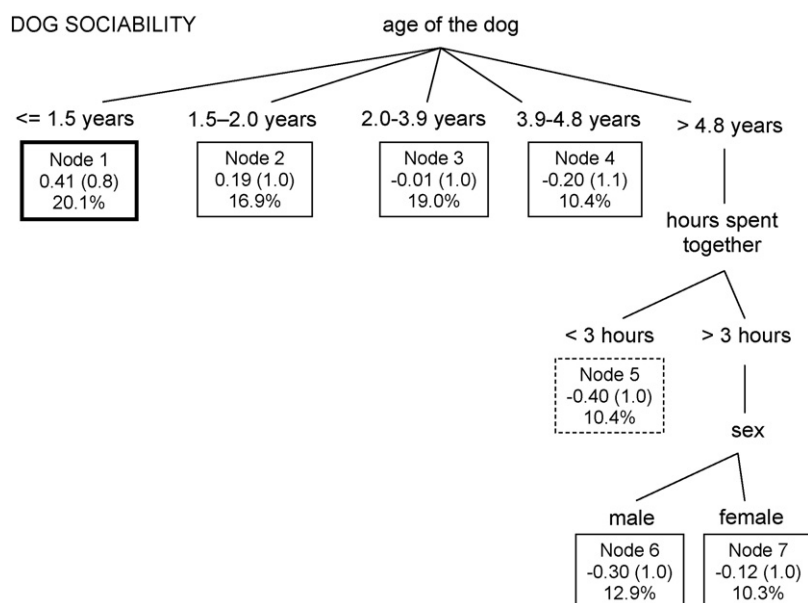 DOG SOCIABILITY
age of the dog
<= 1.5 years
1.5–2.0 years
2.0-3.9 years
3.9-4.8 years
> 4.8 years
Node 1
0.41 (0.8)
20.1%
Node 2
0.19 (1.0)
16.9%
Node 3
-0.01 (1.0)
19.0%
Node 4
-0.20 (1.1)
10.4%
hours spent
together
< 3 hours
> 3 hours
Node 5
-0.40 (1.0)
10.4%
sex
male
female
Node 6
-0.30 (1.0)
12.9%
Node 7
-0.12 (1.0)
10.3%